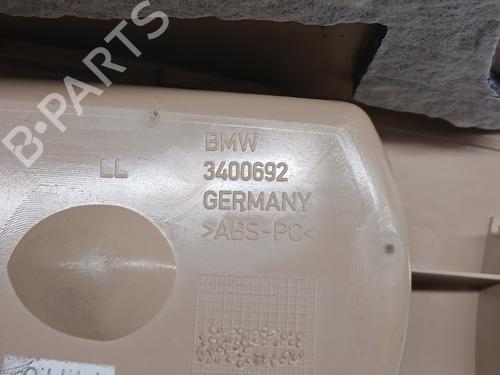 B-PARTS
BMW
LL
3400692
GERMANY
>ABS-PC<